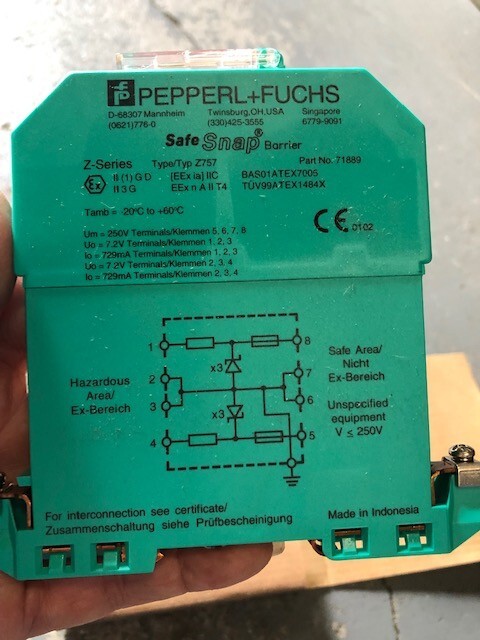 PEPPERL+FUCHS
D-68307 Mannheim Twinsburg,OH,USA Singapore
(0621)776-0 (330)425-3555 6779-9091
Safe Snap® Barrier
Z-Series Type/Typ Z757 Part No. 71889
Ex II (1) G D [EEx ia] IIC BAS01ATEX7005
II 3 G EEx n A II T4 TÜV99ATEX1484X
Tamb = -20°C to +60°C
CE 0102
Um = 250V Terminals/Klemmen 5, 6, 7, 8
Uo = 7.2V Terminals/Klemmen 1, 2, 3
Io = 729mA Terminals/Klemmen 1, 2, 3
Uo = 7.2V Terminals/Klemmen 2, 3, 4
Io = 729mA Terminals/Klemmen 2, 3, 4
Hazardous
Area/
Ex-Bereich
1
2
3
4
x3
x3
8
7
6
5
Safe Area/
Nicht
Ex-Bereich
Unspecified
equipment
V ≤ 250V
For interconnection see certificate/
Zusammenschaltung siehe Prüfbescheinigung
Made in Indonesia